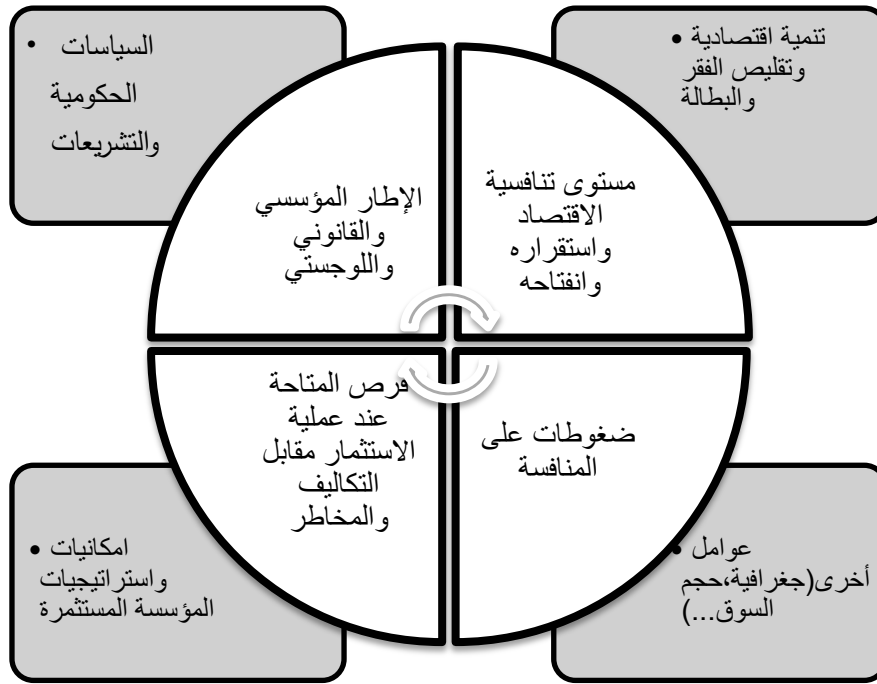 • تنمية اقتصادية
وتقليص الفقر
والبطالة
• السياسات
الحكومية
والتشريعات
مستوى تنافسية
الاقتصاد
واستقراره
وانفتاحه
الإطار المؤسسي
والقانوني
واللوجستي
ضغوطات على
المنافسة
فرص المتاحة
عند عملية
الاستثمار مقابل
التكاليف
والمخاطر
• عوامل
أخرى(جغرافية،حجم
السوق...)
• امكانيات
واستراتيجيات
المؤسسة المستثمرة